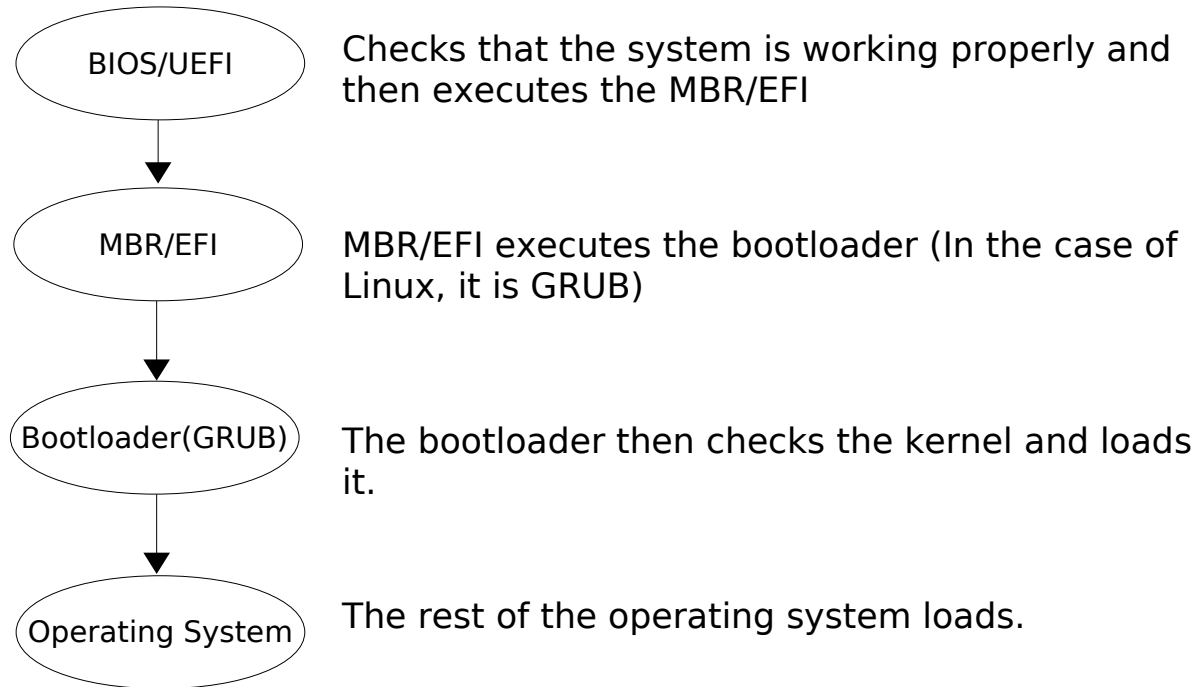 BIOS/UEFI
Checks that the system is working properly and
then executes the MBR/EFI
MBR/EFI
MBR/EFI executes the bootloader (In the case of
Linux, it is GRUB)
Bootloader(GRUB)
The bootloader then checks the kernel and loads
it.
Operating System
The rest of the operating system loads.